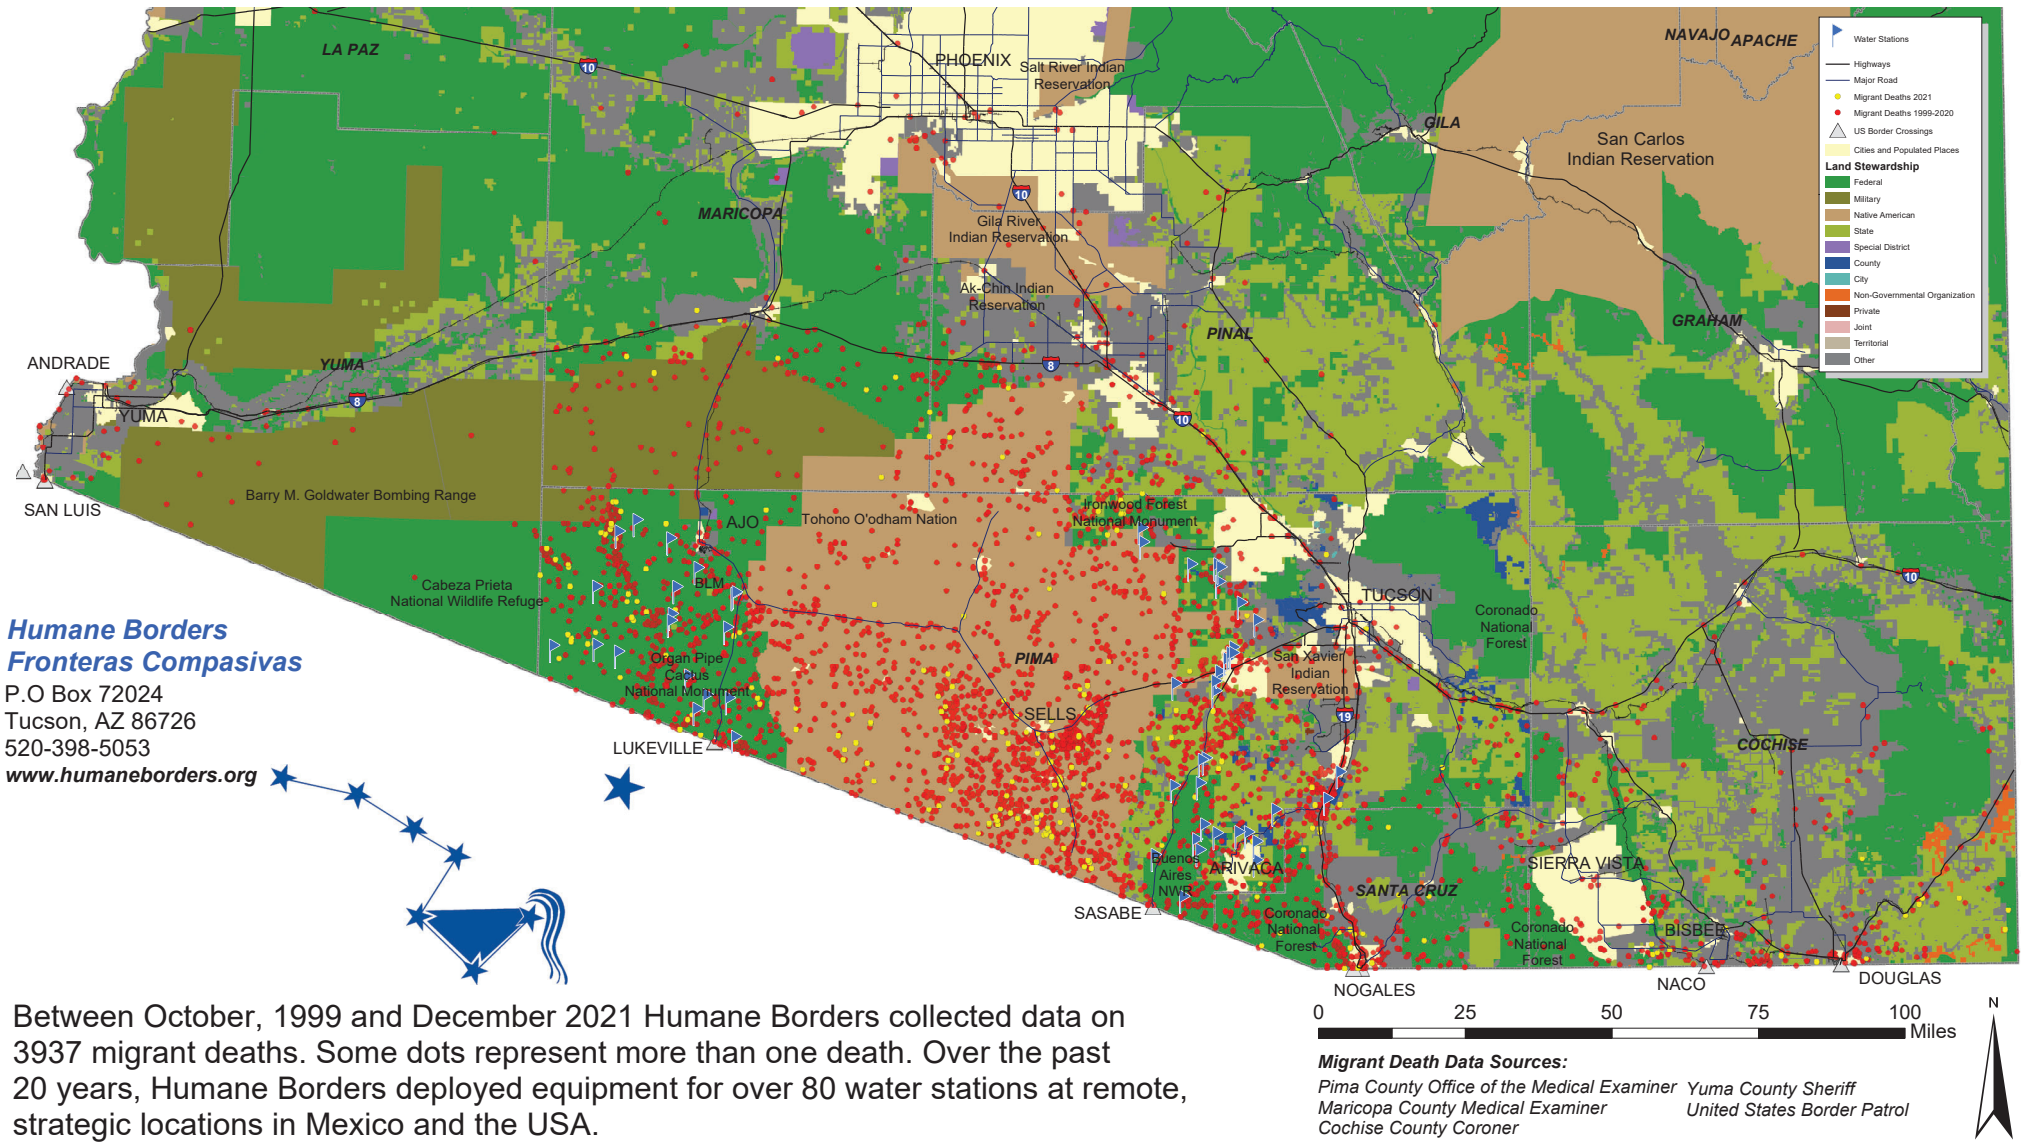 LA PAZ
10
PHOENIX
Salt River Indian
Reservation
NAVAJO
APACHE
GILA
San Carlos
Indian Reservation
10
MARICOPA
Gila River
Indian Reservation
Ak-Chin Indian
Reservation
PINAL
GRAHAM
ANDRADE
YUMA
8
8
YUMA
10
Barry M. Goldwater Bombing Range
SAN LUIS
AJO
Tohono O'odham Nation
Ironwood Forest
National Monument
Cabeza Prieta
National Wildlife Refuge
BLM
TUCSON
10
Coronado
National
Forest
Organ Pipe
Cactus
National Monument
PIMA
San Xavier
Indian
Reservation
SELLS
19
LUKEVILLE
COCHISE
Buenos
Aires
NWR
ARIVACA
SIERRA VISTA
SANTA CRUZ
SASABE
Coronado
National
Forest
Coronado
National
Forest
BISBEE
NOGALES
NACO
DOUGLAS
Water Stations
Highways
Major Road
Migrant Deaths 2021
Migrant Deaths 1999-2020
US Border Crossings
Cities and Populated Places
Land Stewardship
Federal
Military
Native American
State
Special District
County
City
Non-Governmental Organization
Private
Joint
Territorial
Other
Humane Borders
Fronteras Compasivas
P.O Box 72024
Tucson, AZ 86726
520-398-5053
www.humaneborders.org
Between October, 1999 and December 2021 Humane Borders collected data on
3937 migrant deaths. Some dots represent more than one death. Over the past
20 years, Humane Borders deployed equipment for over 80 water stations at remote,
strategic locations in Mexico and the USA.
0 25 50 75 100
Miles
N
Migrant Death Data Sources:
Pima County Office of the Medical Examiner Yuma County Sheriff
Maricopa County Medical Examiner United States Border Patrol
Cochise County Coroner